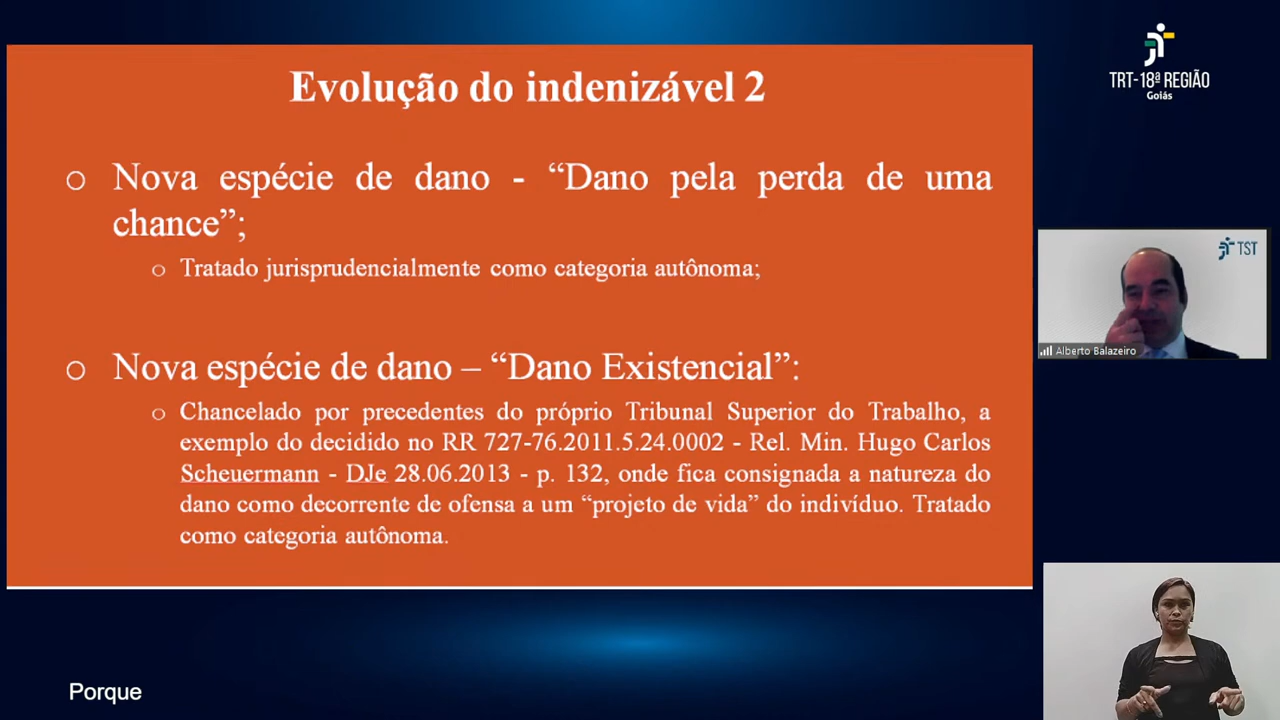 Evolução do indenizável 2
o Nova espécie de dano - “Dano pela perda de uma
chance”;
o Tratado jurisprudencialmente como categoria autônoma;
o Nova espécie de dano – “Dano Existencial”:
o Chancelado por precedentes do próprio Tribunal Superior do Trabalho, a
exemplo do decidido no RR 727-76.2011.5.24.0002 - Rel. Min. Hugo Carlos
Scheuermann - DJe 28.06.2013 - p. 132, onde fica consignada a natureza do
dano como decorrente de ofensa a um “projeto de vida” do indivíduo. Tratado
como categoria autônoma.
TRT-18ª REGIÃO
Goiás
TST
Alberto Balazeiro
Porque